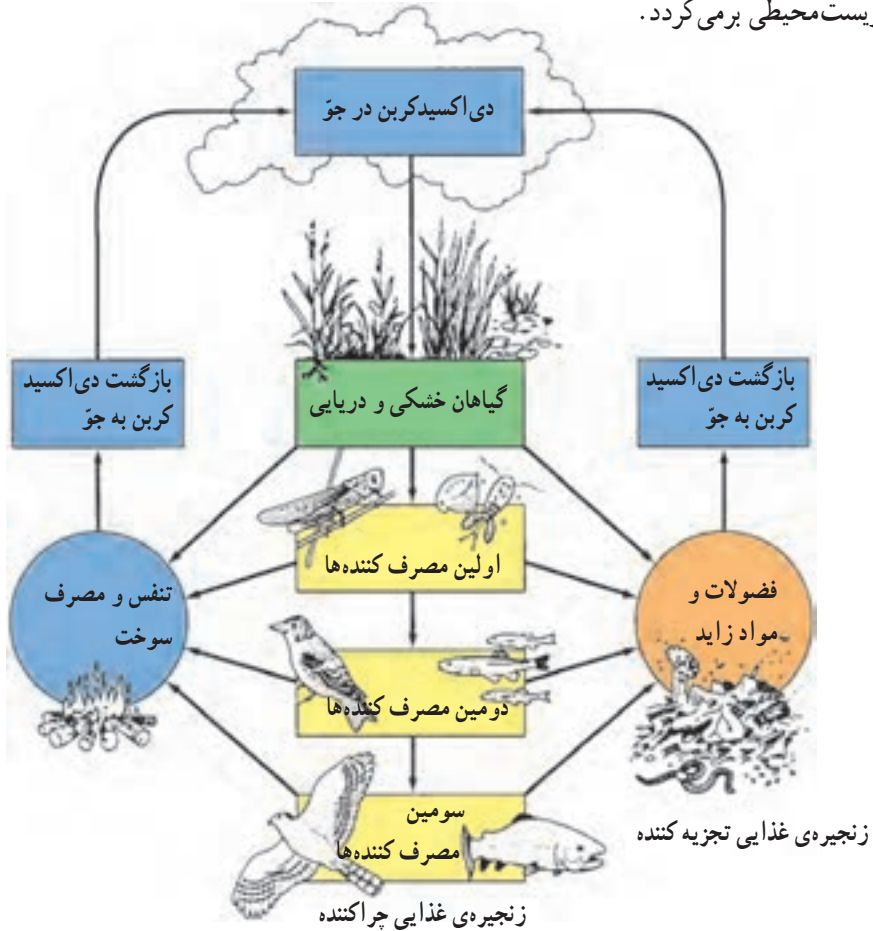 زیست‌محیطی برمی‌گردد.
دی‌اکسیدکربن در جوّ
گیاهان خشکی و دریایی
بازگشت دی‌اکسید
کربن به جوّ
بازگشت دی‌اکسید
کربن به جوّ
اولین مصرف کننده‌ها
فضولات و
مواد زاید
تنفس و مصرف
سوخت
دومین مصرف کننده‌ها
سومین
مصرف کننده‌ها
زنجیره‌ی غذایی تجزیه کننده
زنجیره‌ی غذایی چراکننده